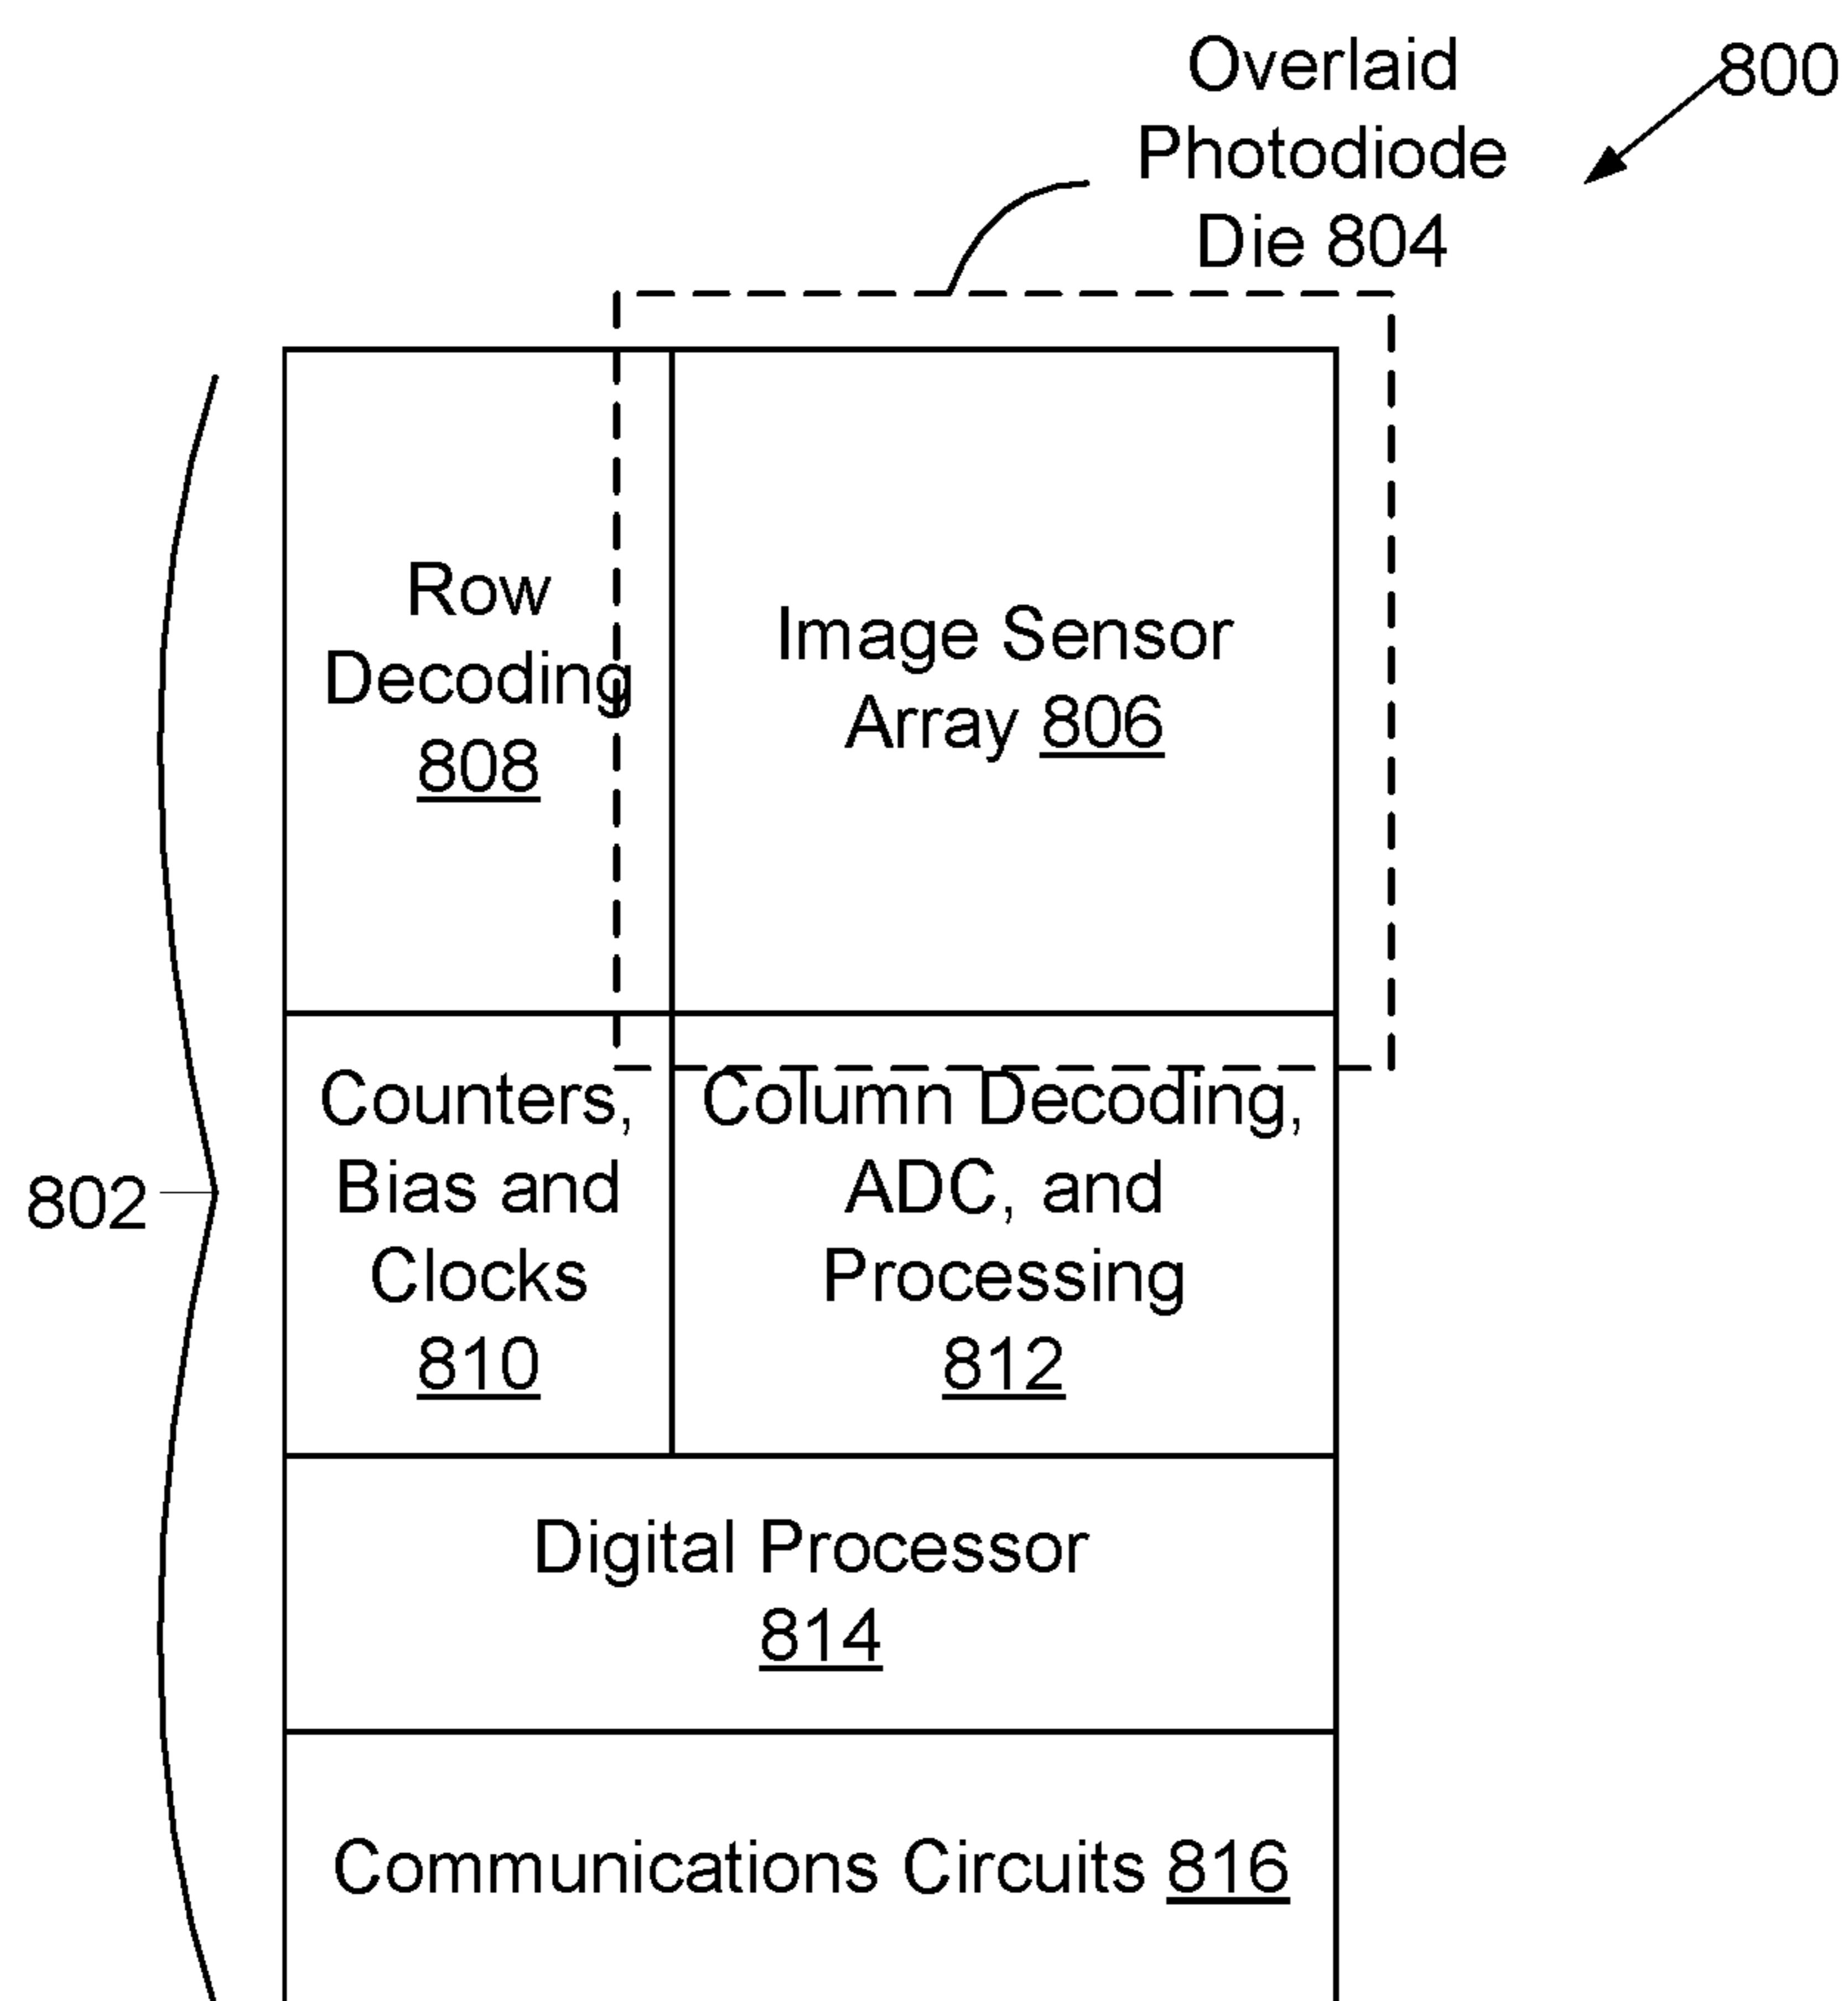 Overlaid
Photodiode
Die 804
800
Row
Decoding
808
Image Sensor
Array 806
Counters,
Bias and
Clocks
810
Column Decoding,
ADC, and
Processing
812
802
Digital Processor
814
Communications Circuits 816